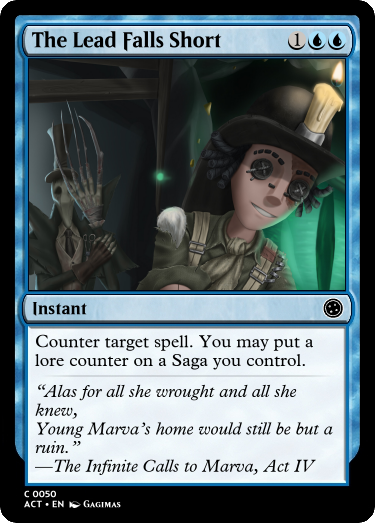 The Lead Falls Short 1UU
Instant
Counter target spell. You may put a
lore counter on a Saga you control.
“Alas for all she wrought and all she
knew,
Young Marva’s home would still be but a
ruin.”
—The Infinite Calls to Marva, Act IV
C 0050
ACT • EN Gagimas